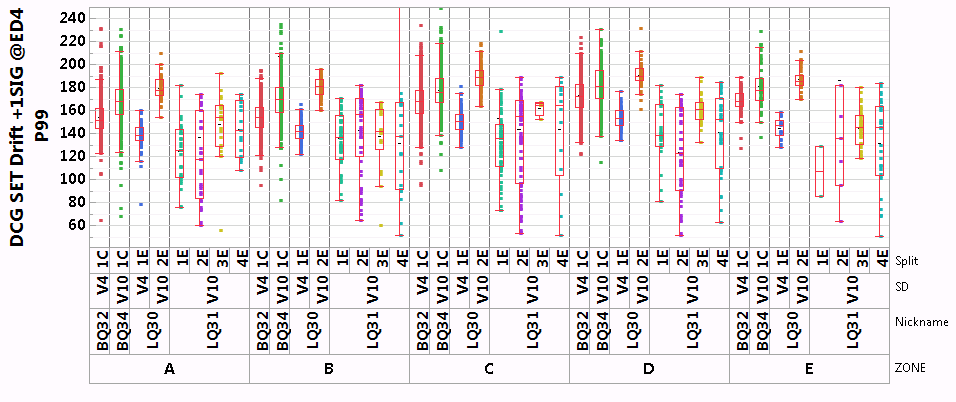 DCG SET Drift +1SIG @ED4
P99
240
220
200
180
160
140
120
100
80
60
1C 1C 1E 2E 1E 2E 3E 4E 1C 1C 1E 2E 1E 2E 3E 4E 1C 1C 1E 2E 1E 2E 3E 4E 1C 1C 1E 2E 1E 2E 3E 4E 1C 1C 1E 2E 1E 2E 3E 4E Split
V4 V10 V4 V10 V10 V4 V10 V4 V10 V10 V4 V10 V4 V10 V10 V4 V10 V4 V10 V10 V4 V10 V4 V10 V10 SD
BQ32 BQ34 LQ30 LQ31 BQ32 BQ34 LQ30 LQ31 BQ32 BQ34 LQ30 LQ31 BQ32 BQ34 LQ30 LQ31 BQ32 BQ34 LQ30 LQ31 Nickname
A B C D E ZONE